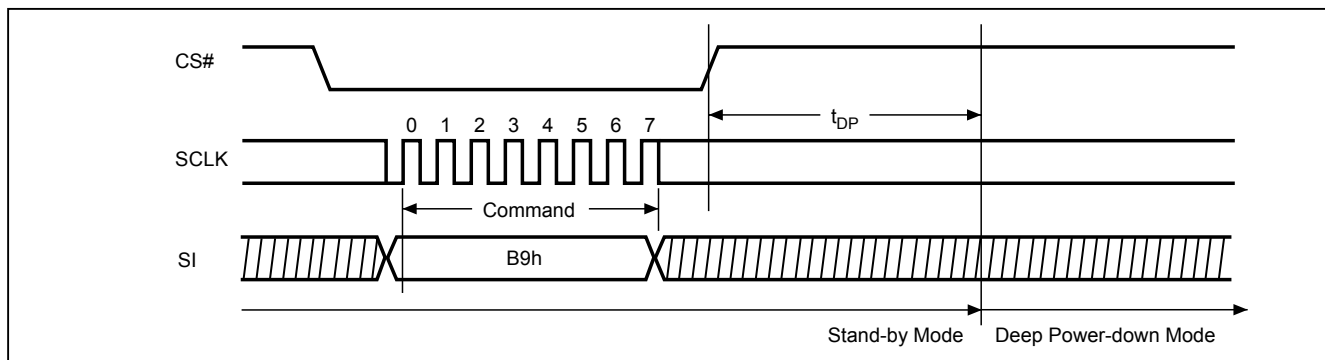 CS#
t_DP
0 1 2 3 4 5 6 7
SCLK
Command
SI
B9h
Stand-by Mode Deep Power-down Mode